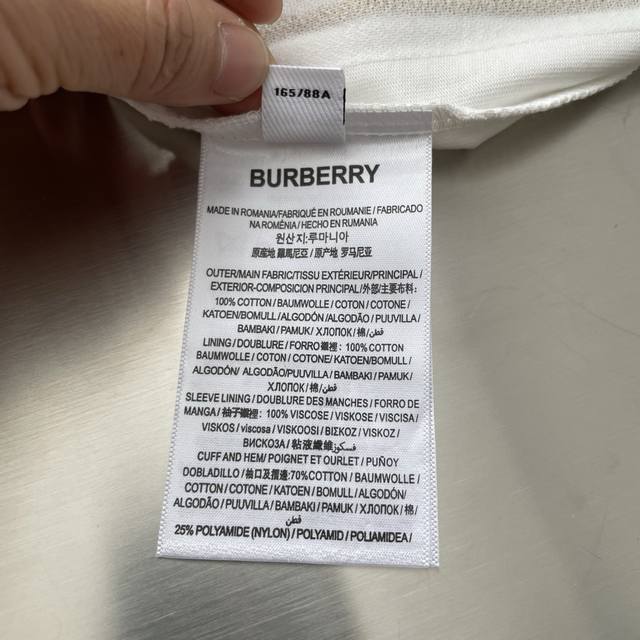 165/88A
BURBERRY
MADE IN ROMANIA/FABRIQUÉ EN ROUMANIE / FABRICADO
NA ROMÉNIA / HECHO EN RUMANIA
원산지:루마니아
原産地 羅馬尼亞 / 原产地 罗马尼亚
OUTER/MAIN FABRIC/TISSU EXTÉRIEUR/PRINCIPAL /
EXTERIOR-COMPOSICION PRINCIPAL/外部/主要布料:
100% COTTON / BAUMWOLLE / COTON / COTONE /
KATOEN/BOMULL / ALGODÓN/ ALGODÃO / PUUVILLA /
BAMBAKI / PAMUK / ХЛОПОК / 棉/ قطن
LINING / DOUBLURE / FORRO 襯裡: 100% COTTON
BAUMWOLLE / COTON / COTONE/ KATOEN/BOMULL /
ALGODÓN/ ALGODÃO/PUUVILLA / BAMBAKI / PAMUK /
ХЛОПОК / 棉/ قطن
SLEEVE LINING / DOUBLURE DES MANCHES / FORRO DE
MANGA / 袖子襯裡: 100% VISCOSE / VISKOSE / VISCISA /
VISKOS / viscosa / VISKOOSI / ΒΙΣΚΟΖ / VISKOZ /
ВИСКОЗА / 粘液纖維 فسكوز
CUFF AND HEM/ POIGNET ET OURLET / PUÑOY
DOBLADILLO / 袖口及摺邊:70%COTTON / BAUMWOLLE /
COTTON / COTONE / KATOEN / BOMULL / ALGODÓN/
ALGODÃO / PUUVILLA / BAMBAKI / PAMUK / ХЛОПОК / 棉/
قطن
25% POLYAMIDE (NYLON) / POLYAMID / POLIAMIDEA /